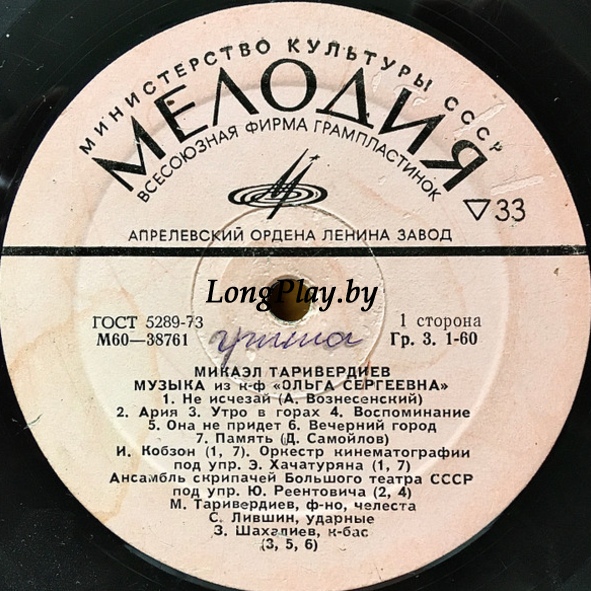 МИНИСТЕРСТВО КУЛЬТУРЫ СССР
МЕЛОДИЯ
ВСЕСОЮЗНАЯ ФИРМА ГРАМПЛАСТИНОК
33
АПРЕЛЕВСКИЙ ОРДЕНА ЛЕНИНА ЗАВОД
LongPlay.by
ГОСТ 5289-73
1 сторона
М60—38761
Гр. 3. 1-60
МИКАЭЛ ТАРИВЕРДИЕВ
МУЗЫКА из к-ф «ОЛЬГА СЕРГЕЕВНА»
1. Не исчезай (А. Вознесенский)
2. Ария 3. Утро в горах 4. Воспоминание
5. Она не придет 6. Вечерний город
7. Память (Д. Самойлов)
И. Кобзон (1, 7). Оркестр кинематографии
под упр. Э. Хачатуряна (1, 7)
Ансамбль скрипачей Большого театра СССР
под упр. Ю. Реентовича (2, 4)
М. Таривердиев, ф-но, челеста
С. Лившин, ударные
З. Шахалиев, к-бас
(3, 5, 6)